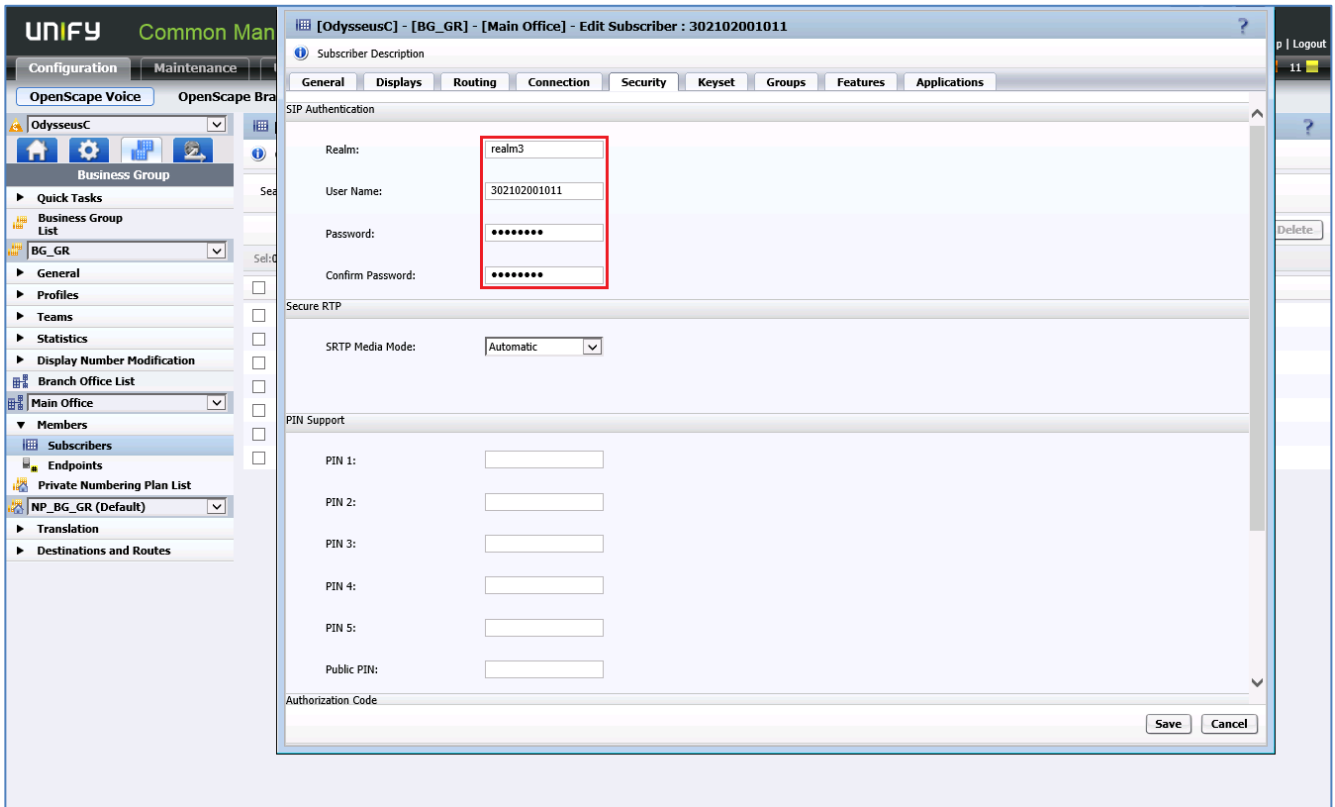 UNIFY Common Man
p | Logout
Configuration Maintenance
11
OpenScape Voice OpenScape Bra
OdysseusC
Business Group
Quick Tasks
Business Group
List
BG_GR
General
Profiles
Teams
Statistics
Display Number Modification
Branch Office List
Main Office
Members
Subscribers
Endpoints
Private Numbering Plan List
NP_BG_GR (Default)
Translation
Destinations and Routes
Sea
Sel:0
?
Delete
[OdysseusC] - [BG_GR] - [Main Office] - Edit Subscriber : 302102001011 ?
Subscriber Description
General Displays Routing Connection Security Keyset Groups Features Applications
SIP Authentication
Realm: realm3
User Name: 302102001011
Password: ••••••••
Confirm Password: ••••••••
Secure RTP
SRTP Media Mode: Automatic
PIN Support
PIN 1:
PIN 2:
PIN 3:
PIN 4:
PIN 5:
Public PIN:
Authorization Code
Save Cancel